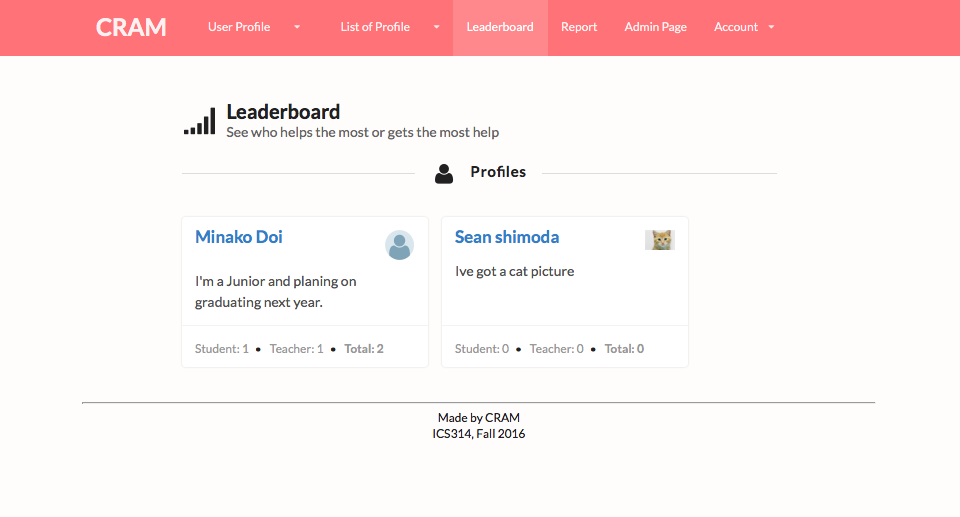 CRAM User Profile List of Profile Leaderboard Report Admin Page Account
Leaderboard
See who helps the most or gets the most help
Profiles
Minako Doi
I'm a Junior and planing on
graduating next year.
Student: 1 • Teacher: 1 • Total: 2
Sean shimoda
Ive got a cat picture
Student: 0 • Teacher: 0 • Total: 0
Made by CRAM
ICS314, Fall 2016